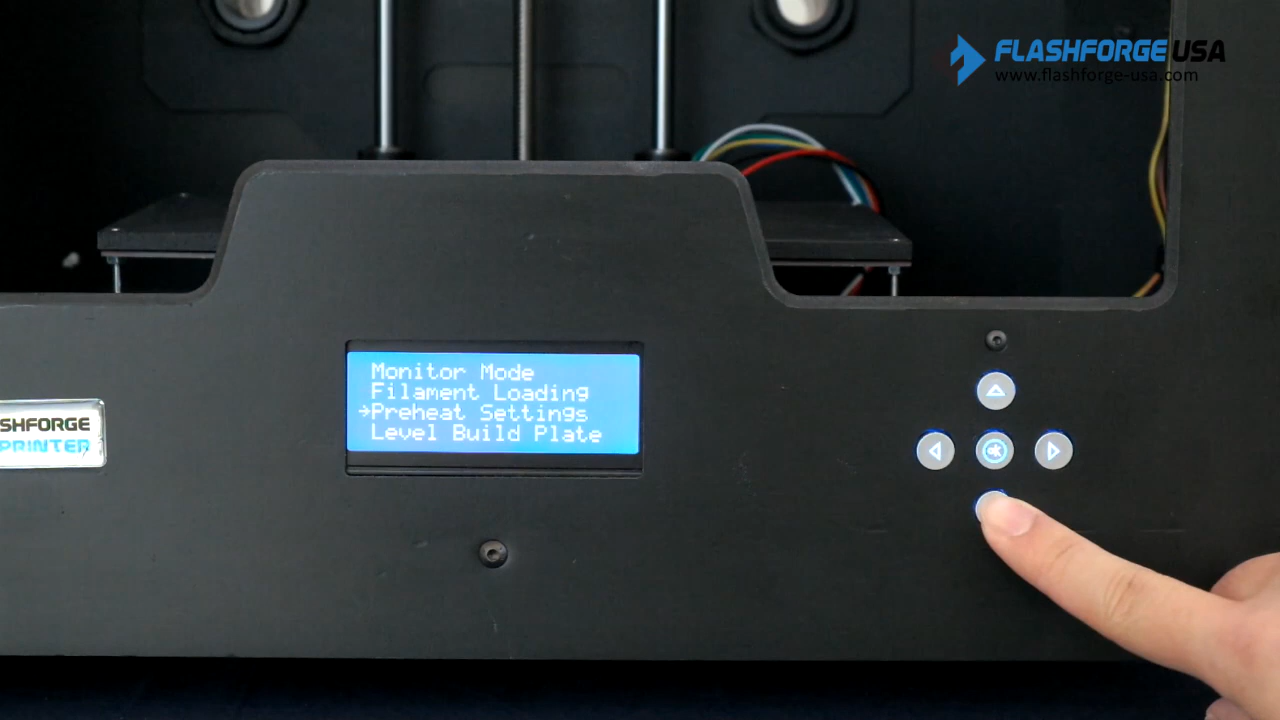 FLASHFORGE USA
www.flashforge-usa.com
Monitor Mode
Filament Loading
→Preheat Settings
Level Build Plate
SHFORGE
PRINTER